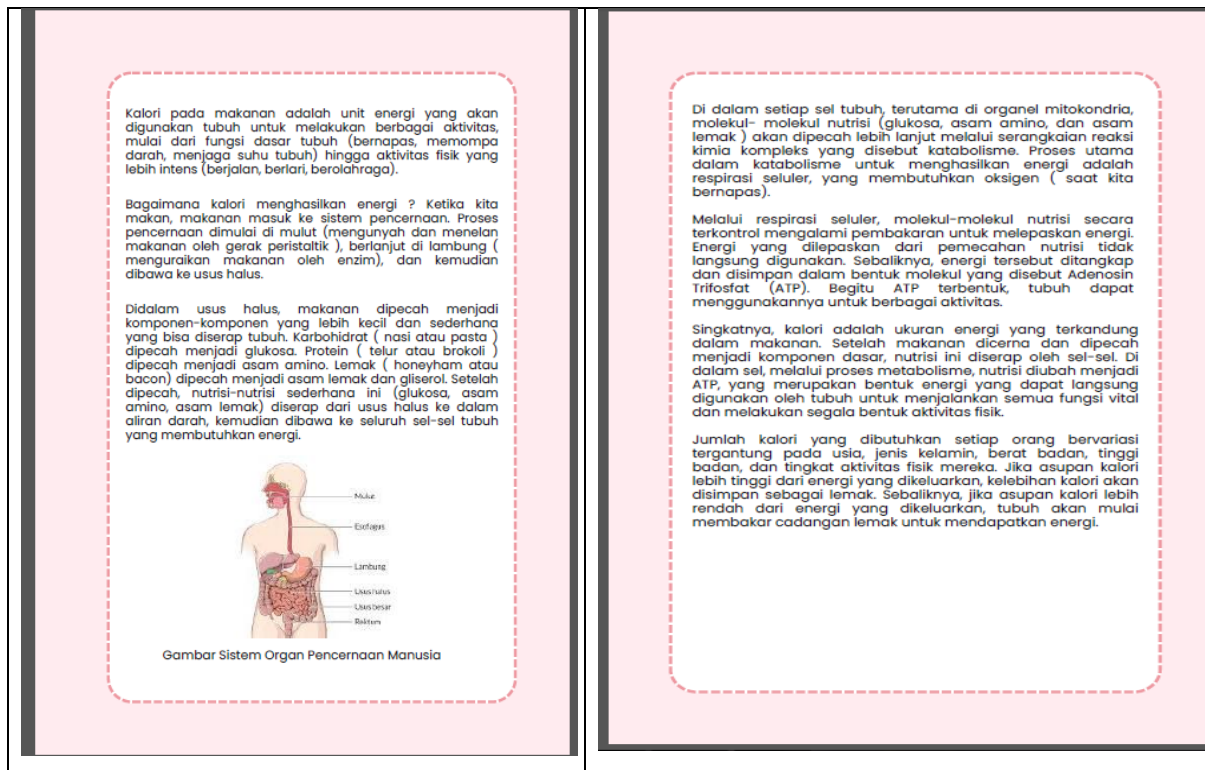 Kalori pada makanan adalah unit energi yang akan
digunakan tubuh untuk melakukan berbagai aktivitas,
mulai dari fungsi dasar tubuh (bernapas, memompa
darah, menjaga suhu tubuh) hingga aktivitas fisik yang
lebih intens (berjalan, berlari, berolahraga).
Bagaimana kalori menghasilkan energi ? Ketika kita
makan, makanan masuk ke sistem pencernaan. Proses
pencernaan dimulai di mulut (mengunyah dan menelan
makanan oleh gerak peristaltik ), berlanjut di lambung (
menguraikan makanan oleh enzim), dan kemudian
dibawa ke usus halus.
Didalam usus halus, makanan dipecah menjadi
komponen-komponen yang lebih kecil dan sederhana
yang bisa diserap tubuh. Karbohidrat ( nasi atau pasta )
dipecah menjadi glukosa. Protein ( telur atau brokoli )
dipecah menjadi asam amino. Lemak ( honeyham atau
bacon) dipecah menjadi asam lemak dan gliserol. Setelah
dipecah, nutrisi-nutrisi sederhana ini (glukosa, asam
amino, asam lemak) diserap dari usus halus ke dalam
aliran darah, kemudian dibawa ke seluruh sel-sel tubuh
yang membutuhkan energi.
Mulut
Esofagus
Lambung
Usus halus
Usus besar
Rektum
Gambar Sistem Organ Pencernaan Manusia
Di dalam setiap sel tubuh, terutama di organel mitokondria,
molekul- molekul nutrisi (glukosa, asam amino, dan asam
lemak ) akan dipecah lebih lanjut melalui serangkaian reaksi
kimia kompleks yang disebut katabolisme. Proses utama
dalam katabolisme untuk menghasilkan energi adalah
respirasi seluler, yang membutuhkan oksigen ( saat kita
bernapas).
Melalui respirasi seluler, molekul-molekul nutrisi secara
terkontrol mengalami pembakaran untuk melepaskan energi.
Energi yang dilepaskan dari pemecahan nutrisi tidak
langsung digunakan. Sebaliknya, energi tersebut ditangkap
dan disimpan dalam bentuk molekul yang disebut Adenosin
Trifosfat (ATP). Begitu ATP terbentuk, tubuh dapat
menggunakannya untuk berbagai aktivitas.
Singkatnya, kalori adalah ukuran energi yang terkandung
dalam makanan. Setelah makanan dicerna dan dipecah
menjadi komponen dasar, nutrisi ini diserap oleh sel-sel. Di
dalam sel, melalui proses metabolisme, nutrisi diubah menjadi
ATP, yang merupakan bentuk energi yang dapat langsung
digunakan oleh tubuh untuk menjalankan semua fungsi vital
dan melakukan segala bentuk aktivitas fisik.
Jumlah kalori yang dibutuhkan setiap orang bervariasi
tergantung pada usia, jenis kelamin, berat badan, tinggi
badan, dan tingkat aktivitas fisik mereka. Jika asupan kalori
lebih tinggi dari energi yang dikeluarkan, kelebihan kalori akan
disimpan sebagai lemak. Sebaliknya, jika asupan kalori lebih
rendah dari energi yang dikeluarkan, tubuh akan mulai
membakar cadangan lemak untuk mendapatkan energi.